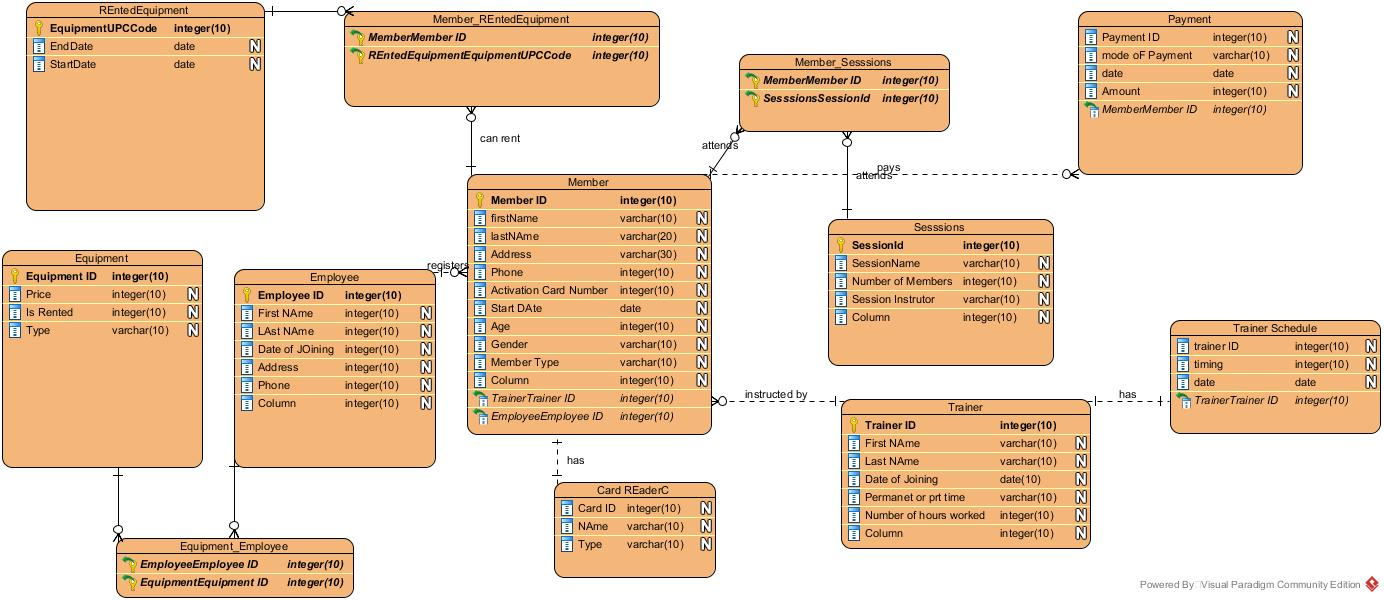 REntedEquipment
EquipmentUPCCode integer(10)
EndDate date N
StartDate date N
Member_REntedEquipment
MemberMember ID integer(10)
REntedEquipmentEquipmentUPCCode integer(10)
can rent
Member_Sesssions
MemberMember ID integer(10)
SesssionsSessionId integer(10)
attends
attends
pays
Payment
Payment ID integer(10) N
mode oF Payment varchar(10) N
date date N
Amount integer(10) N
MemberMember ID integer(10)
Equipment
Equipment ID integer(10)
Price integer(10) N
Is Rented integer(10) N
Type varchar(10) N
Employee
Employee ID integer(10)
First NAme integer(10) N
LAst NAme integer(10) N
Date of JOining integer(10) N
Address integer(10) N
Phone integer(10) N
Column integer(10) N
registers
Member
Member ID integer(10)
firstName varchar(10) N
lastNAme varchar(20) N
Address varchar(30) N
Phone integer(10) N
Activation Card Number integer(10) N
Start DAte date N
Age integer(10) N
Gender varchar(10) N
Member Type varchar(10) N
Column integer(10) N
TrainerTrainer ID integer(10)
EmployeeEmployee ID integer(10)
Sesssions
SessionId integer(10)
SessionName varchar(10) N
Number of Members integer(10) N
Session Instrutor varchar(10) N
Column integer(10) N
Trainer Schedule
trainer ID integer(10) N
timing integer(10) N
date date N
TrainerTrainer ID integer(10)
instructed by
has
Trainer
Trainer ID integer(10)
First NAme varchar(10) N
Last NAme varchar(10) N
Date of Joining date(10) N
Permanet or prt time varchar(10) N
Number of hours worked integer(10) N
Column integer(10) N
has
Card REaderC
Card ID integer(10) N
NAme varchar(10) N
Type varchar(10) N
Equipment_Employee
EmployeeEmployee ID integer(10)
EquipmentEquipment ID integer(10)
Powered By Visual Paradigm Community Edition